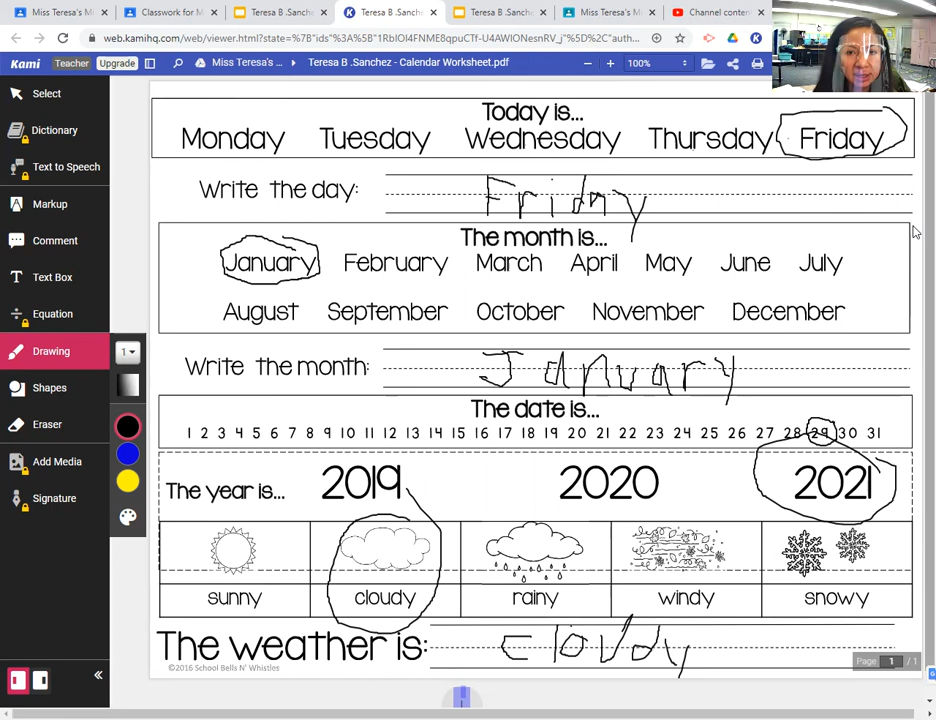 Miss Teresa's M
Classwork for M
Teresa B .Sanche
Teresa B .Sanche
Teresa B .Sanche
Miss Teresa's M
Channel content
web.kamihq.com/web/viewer.html?state=%7B"ids"%3A%5B"1RbIOl4FNME8qpuCTf-U4AWlONesnRV_j"%5D%2C"auth...
Kami Teacher Upgrade Miss Teresa's ... Teresa B .Sanchez - Calendar Worksheet.pdf 100%
Select
Dictionary
Text to Speech
Markup
Comment
Text Box
Equation
Drawing
1
Shapes
Eraser
Add Media
Signature
Today is...
Monday Tuesday Wednesday Thursday Friday
Write the day: Friday
The month is...
January February March April May June July
August September October November December
Write the month: January
The date is...
1 2 3 4 5 6 7 8 9 10 11 12 13 14 15 16 17 18 19 20 21 22 23 24 25 26 27 28 29 30 31
The year is... 2019 2020 2021
sunny cloudy rainy windy snowy
The weather is: cloudy
©2016 School Bells N' Whistles
Page 1 / 1